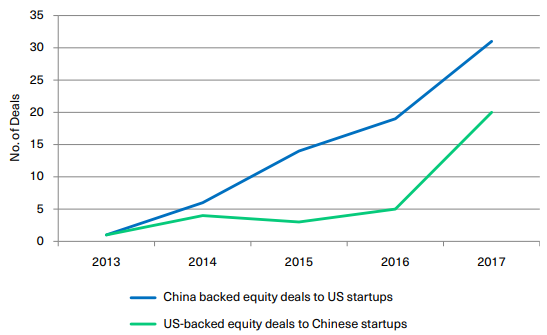 35
30
25
20
15
10
5
0
No. of Deals
2013 2014 2015 2016 2017
China backed equity deals to US startups
US-backed equity deals to Chinese startups